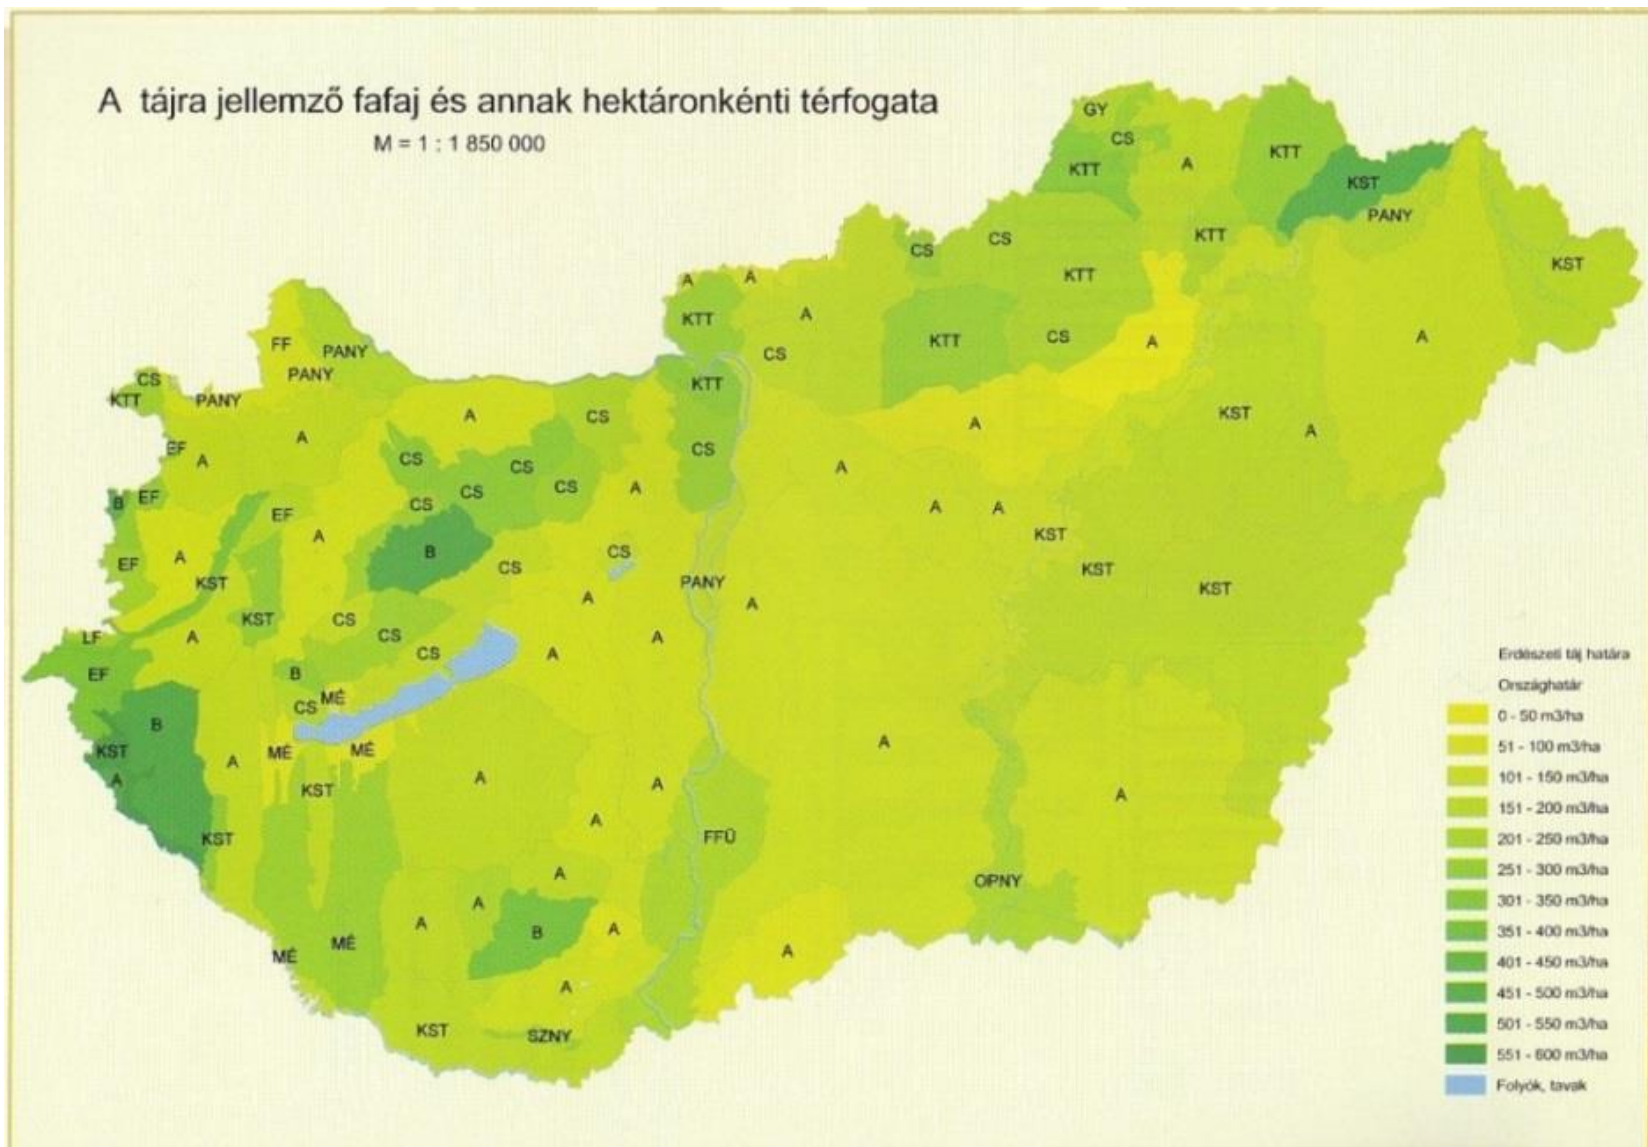 A tájra jellemző fafaj és annak hektáronkénti térfogata
M = 1 : 1 850 000
GY
CS
KTT
A
KTT
KST
PANY
KTT
KST
CS
CS
KTT
A
A
KTT
A
KTT
CS
A
A
CS
FF
PANY
PANY
CS
KTT
PANY
KTT
A
CS
KST
A
A
EF
A
A
CS
CS
CS
CS
CS
CS
A
A
B
EF
EF
A
A
A
KST
B
CS
CS
EF
A
KST
PANY
KST
KST
A
A
KST
CS
LF
A
CS
CS
A
A
EF
B
CS
MÉ
B
KST
A
A
MÉ
MÉ
KST
A
A
A
A
KST
A
FFÜ
A
OPNY
A
A
B
A
MÉ
MÉ
A
A
KST
SZNY
Erdészeti táj határa
Országhatár
0 - 50 m3/ha
51 - 100 m3/ha
101 - 150 m3/ha
151 - 200 m3/ha
201 - 250 m3/ha
251 - 300 m3/ha
301 - 350 m3/ha
351 - 400 m3/ha
401 - 450 m3/ha
451 - 500 m3/ha
501 - 550 m3/ha
551 - 600 m3/ha
Folyók, tavak